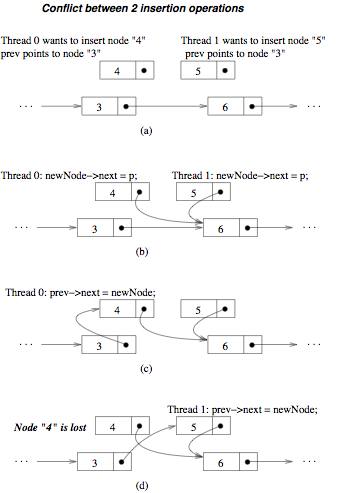 Conflict between 2 insertion operations
Thread 0 wants to insert node "4"
prev points to node "3"
Thread 1 wants to insert node "5"
prev points to node "3"
4
5
. . .
3
6
. . .
(a)
Thread 0: newNode->next = p;
Thread 1: newNode->next = p;
4
5
. . .
3
6
. . .
(b)
Thread 0: prev->next = newNode;
4
5
. . .
3
6
. . .
(c)
Thread 1: prev->next = newNode;
Node "4" is lost
4
5
. . .
3
6
. . .
(d)